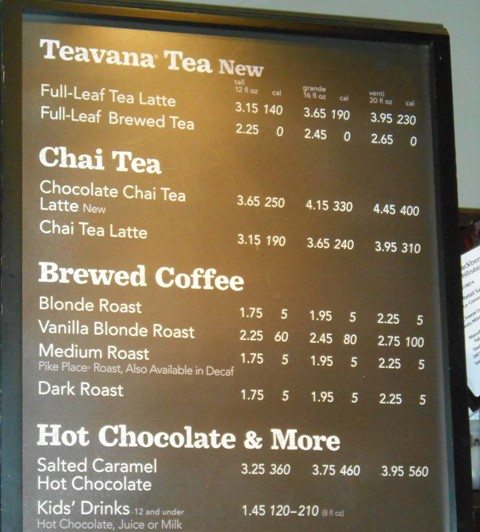 Teavana® Tea New
tall 12 fl oz cal grande 16 fl oz cal venti 20 fl oz cal
Full-Leaf Tea Latte 3.15 140 3.65 190 3.95 230
Full-Leaf Brewed Tea 2.25 0 2.45 0 2.65 0
Chai Tea
Chocolate Chai Tea
Latte New 3.65 250 4.15 330 4.45 400
Chai Tea Latte 3.15 190 3.65 240 3.95 310
Brewed Coffee
Blonde Roast 1.75 5 1.95 5 2.25 5
Vanilla Blonde Roast 2.25 60 2.45 80 2.75 100
Medium Roast 1.75 5 1.95 5 2.25 5
Pike Place® Roast, Also Available in Decaf
Dark Roast 1.75 5 1.95 5 2.25 5
Hot Chocolate & More
Salted Caramel 3.25 360 3.75 460 3.95 560
Hot Chocolate
Kids' Drinks 12 and under 1.45 120–210 (8 fl oz)
Hot Chocolate, Juice or Milk